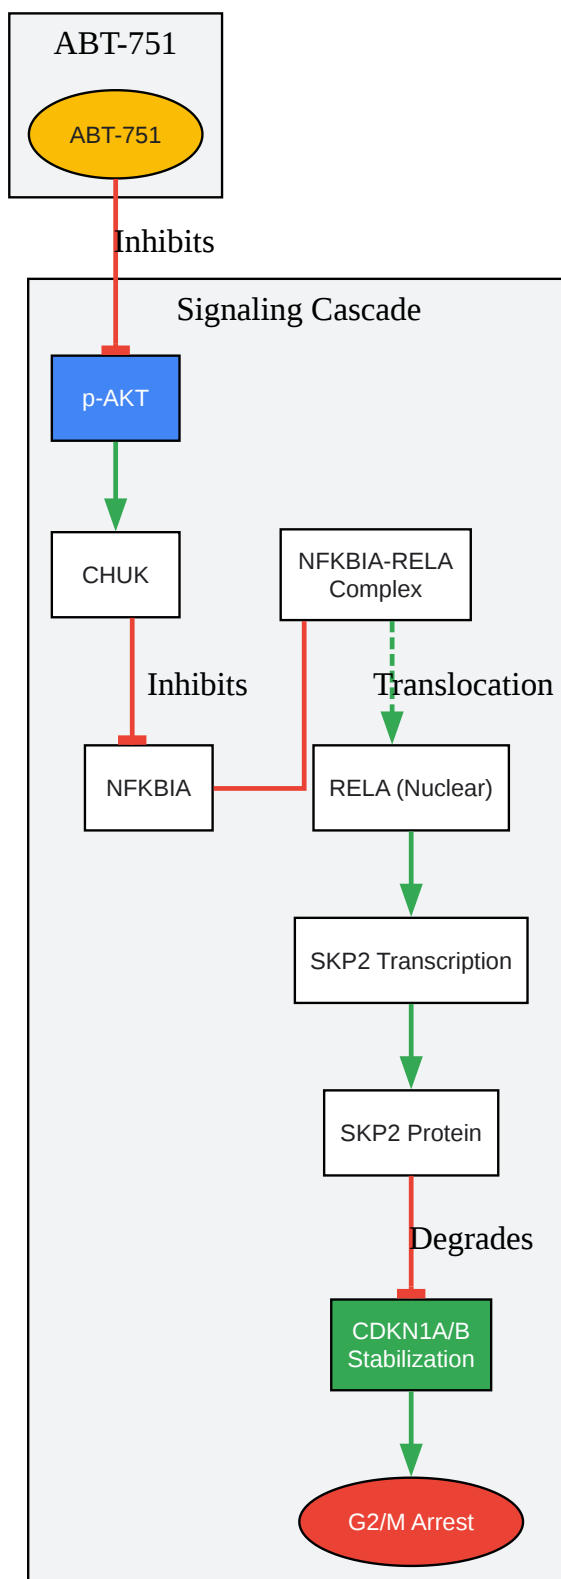 ABT-751
ABT-751
Inhibits
Signaling Cascade
p-AKT
CHUK
NFKBIA-RELA
Complex
Inhibits
Translocation
NFKBIA
RELA (Nuclear)
SKP2 Transcription
SKP2 Protein
Degrades
CDKN1A/B
Stabilization
G2/M Arrest